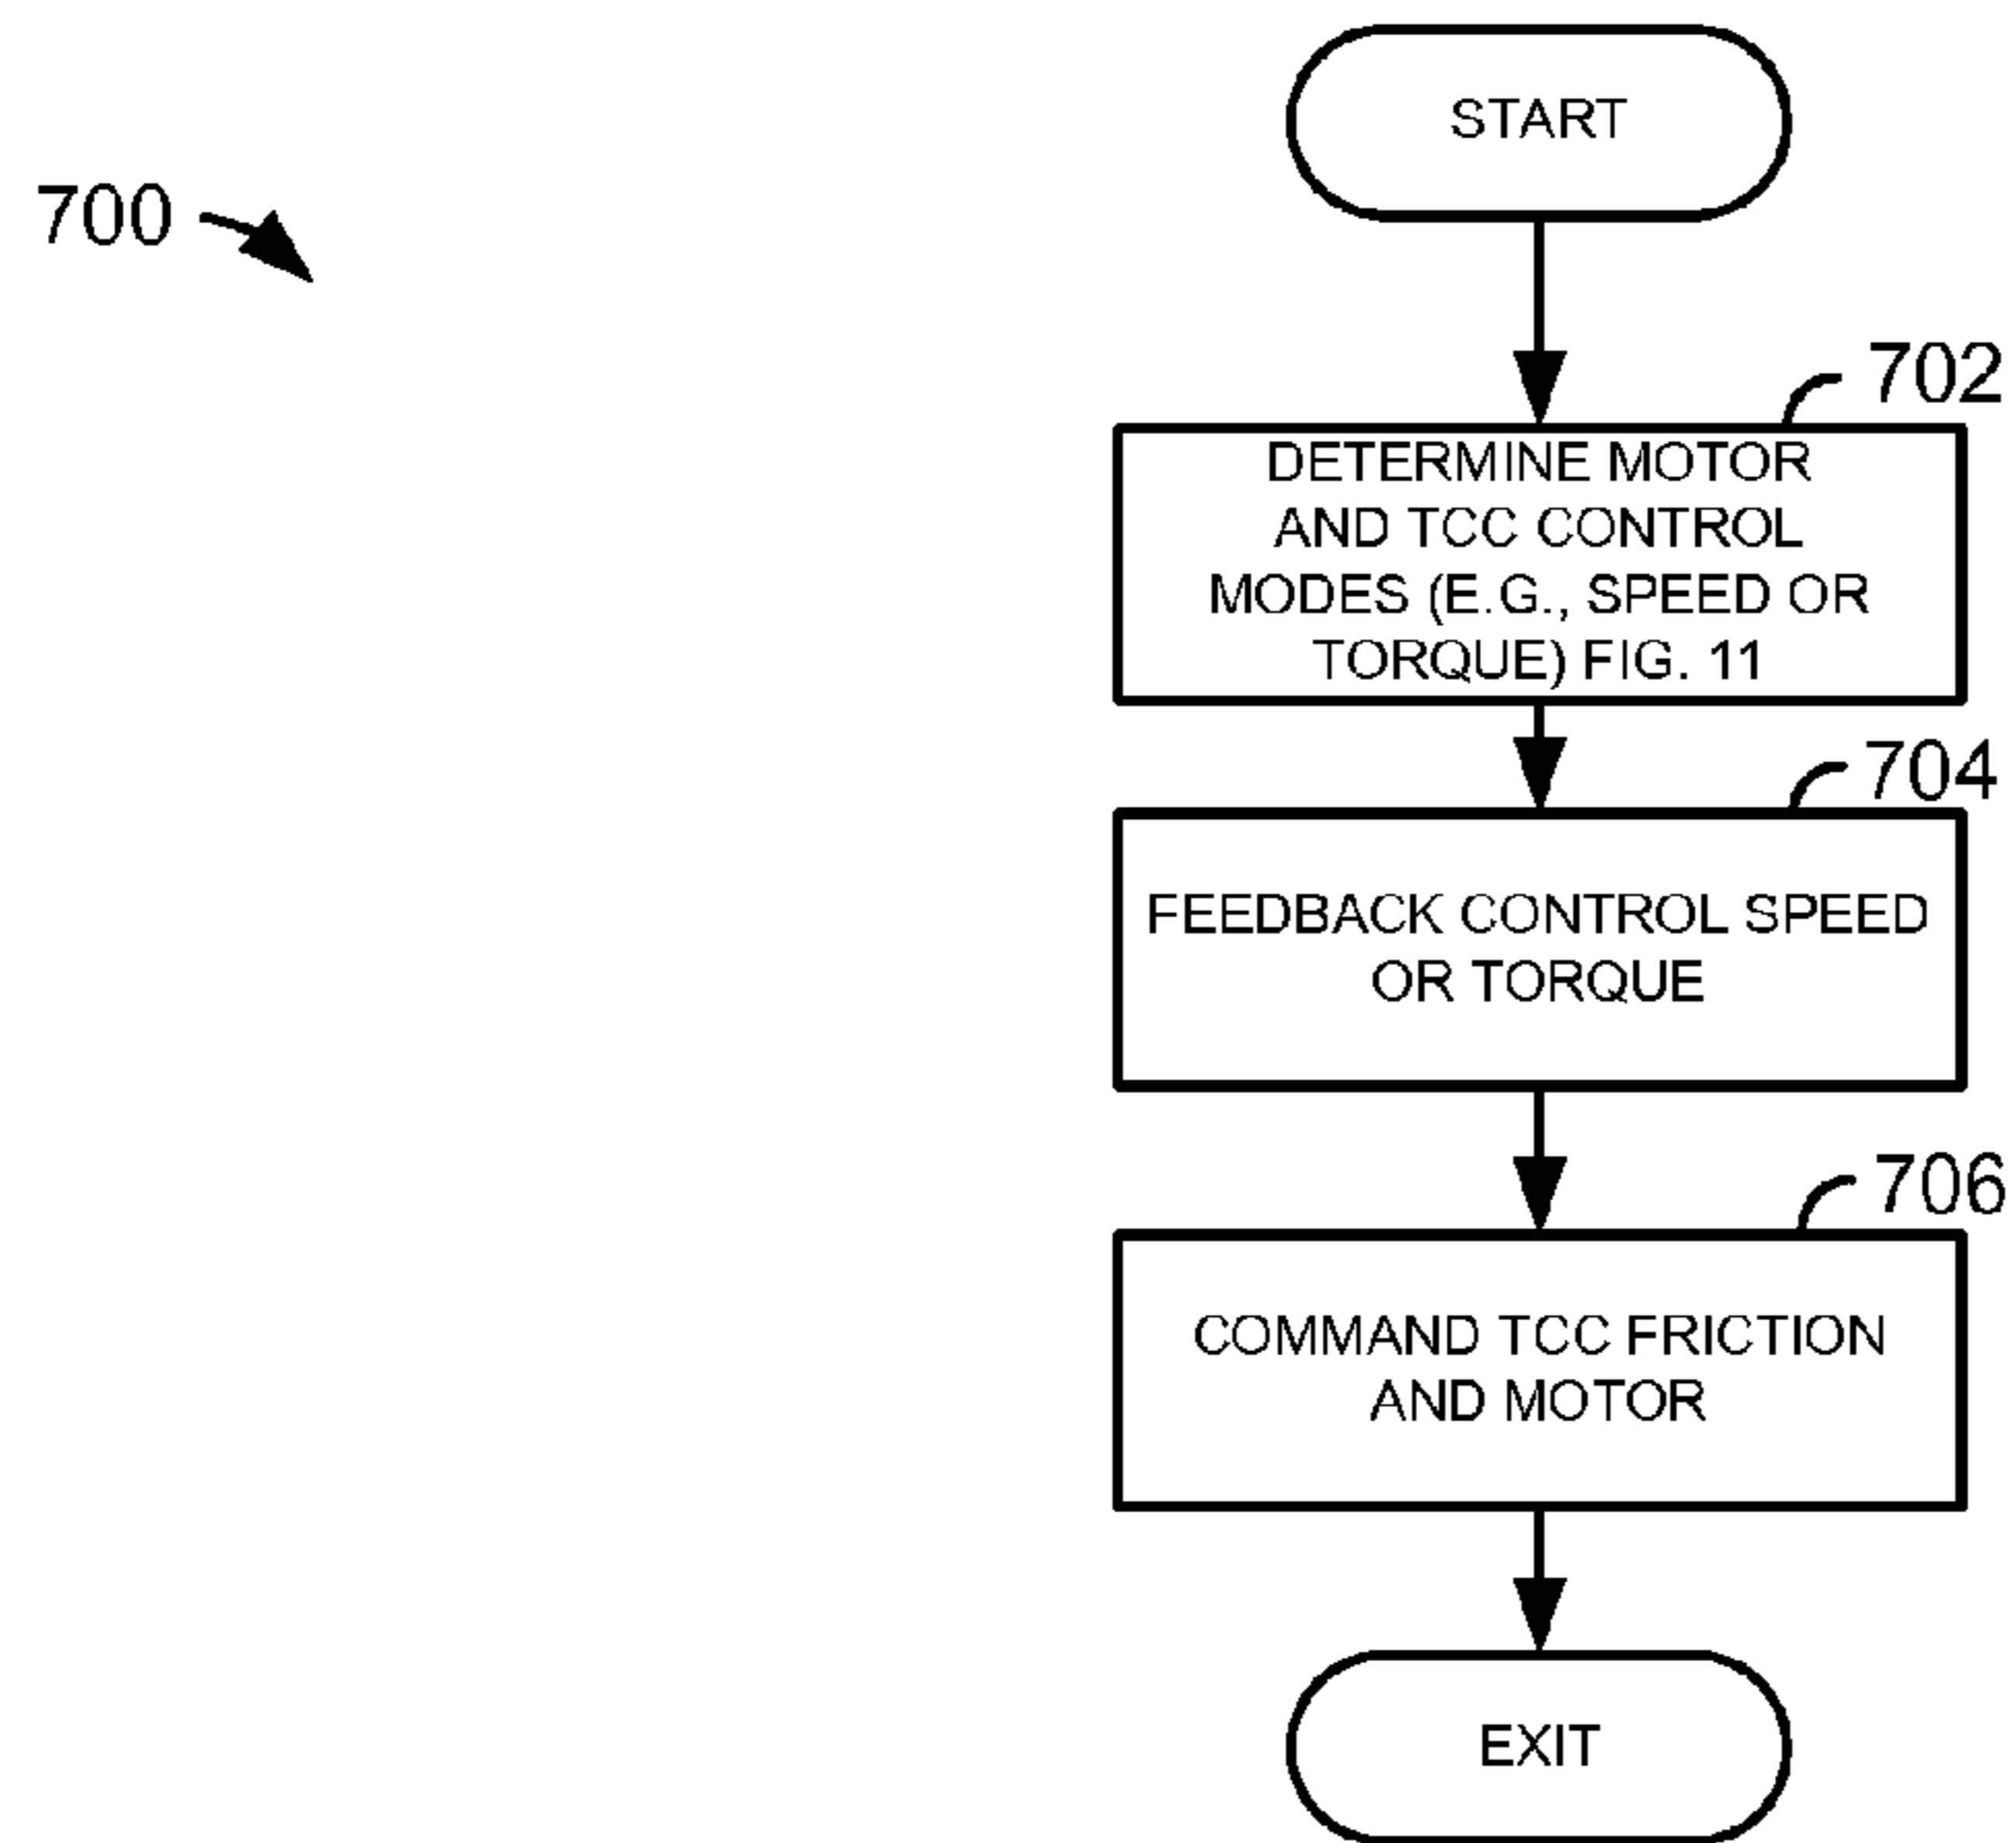 START
700
702
DETERMINE MOTOR
AND TCC CONTROL
MODES (E.G., SPEED OR
TORQUE) FIG. 11
704
FEEDBACK CONTROL SPEED
OR TORQUE
706
COMMAND TCC FRICTION
AND MOTOR
EXIT